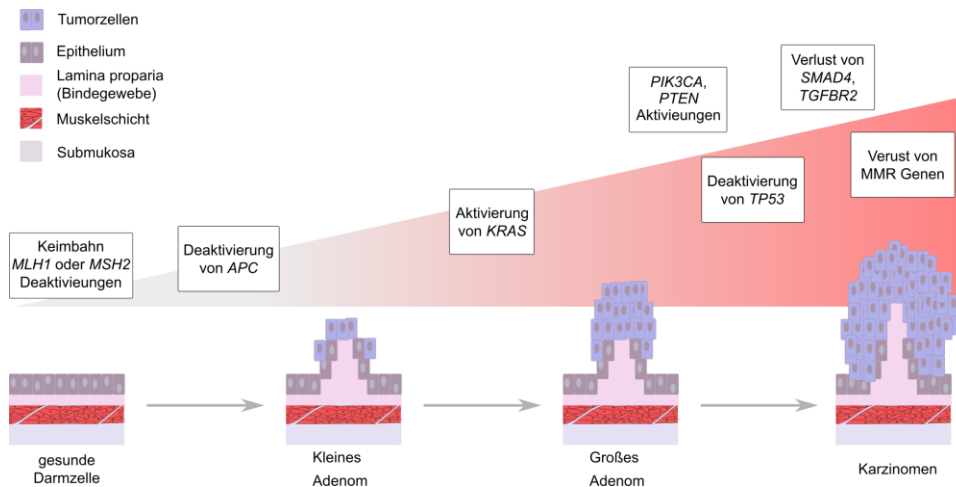 Tumorzellen
Epithelium
Lamina proparia
(Bindegewebe)
Muskelschicht
Submukosa
Keimbahn
MLH1 oder MSH2
Deaktivieungen
Deaktivierung
von APC
Aktivierung
von KRAS
PIK3CA,
PTEN
Aktivieungen
Deaktivierung
von TP53
Verlust von
SMAD4,
TGFBR2
Verust von
MMR Genen
gesunde
Darmzelle
Kleines
Adenom
Großes
Adenom
Karzinomen